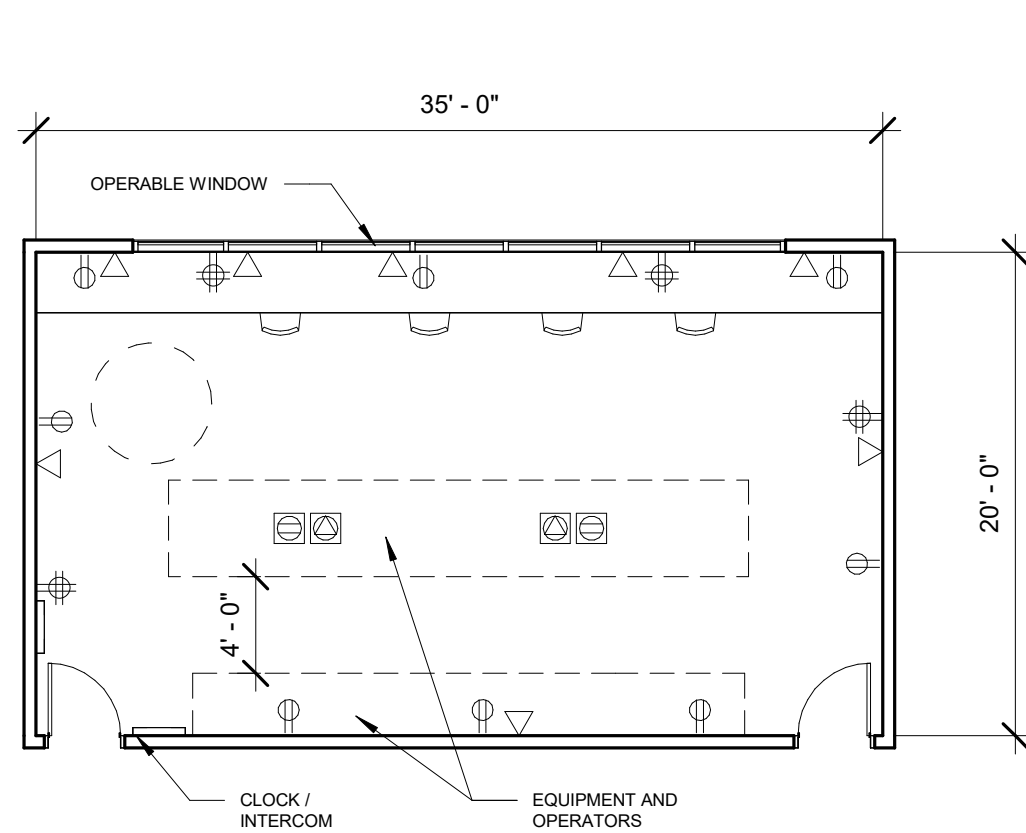 35' - 0"
OPERABLE WINDOW
20' - 0"
4' - 0"
CLOCK /
INTERCOM
EQUIPMENT AND
OPERATORS